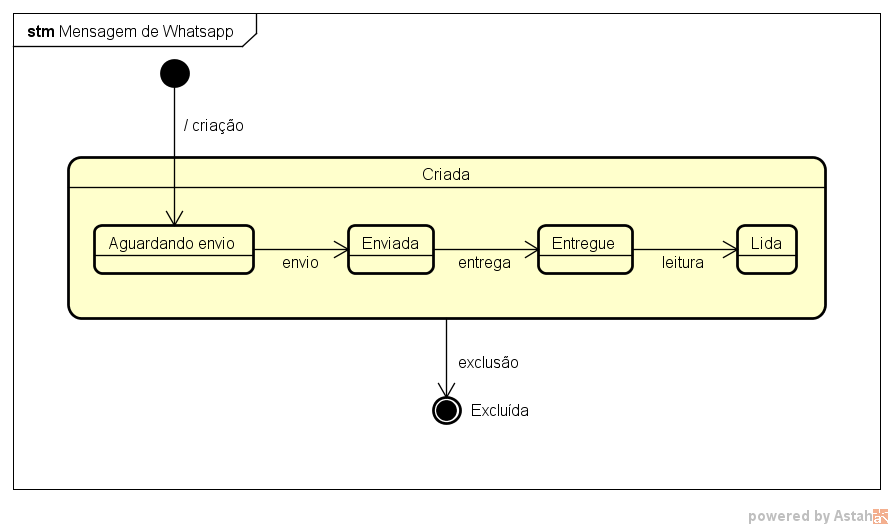 stm Mensagem de Whatsapp
/ criação
Criada
Aguardando envio
envio
Enviada
entrega
Entregue
leitura
Lida
exclusão
Excluída
powered by Astah